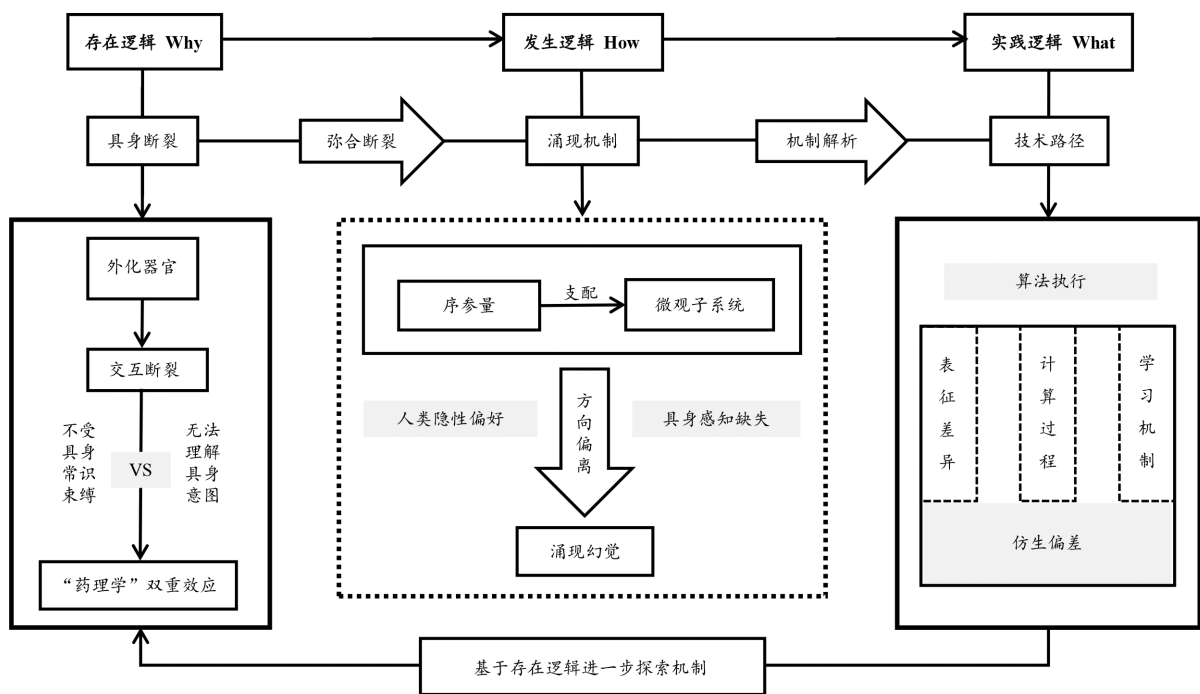 存在逻辑 Why
发生逻辑 How
实践逻辑 What
具身断裂
弥合断裂
涌现机制
机制解析
技术路径
外化器官
交互断裂
不受
具身
常识
束缚
VS
无法
理解
具身
意图
“药理学”双重效应
序参量
支配
微观子系统
人类隐性偏好
方向偏离
具身感知缺失
涌现幻觉
算法执行
表征差异
计算过程
学习机制
仿生偏差
基于存在逻辑进一步探索机制